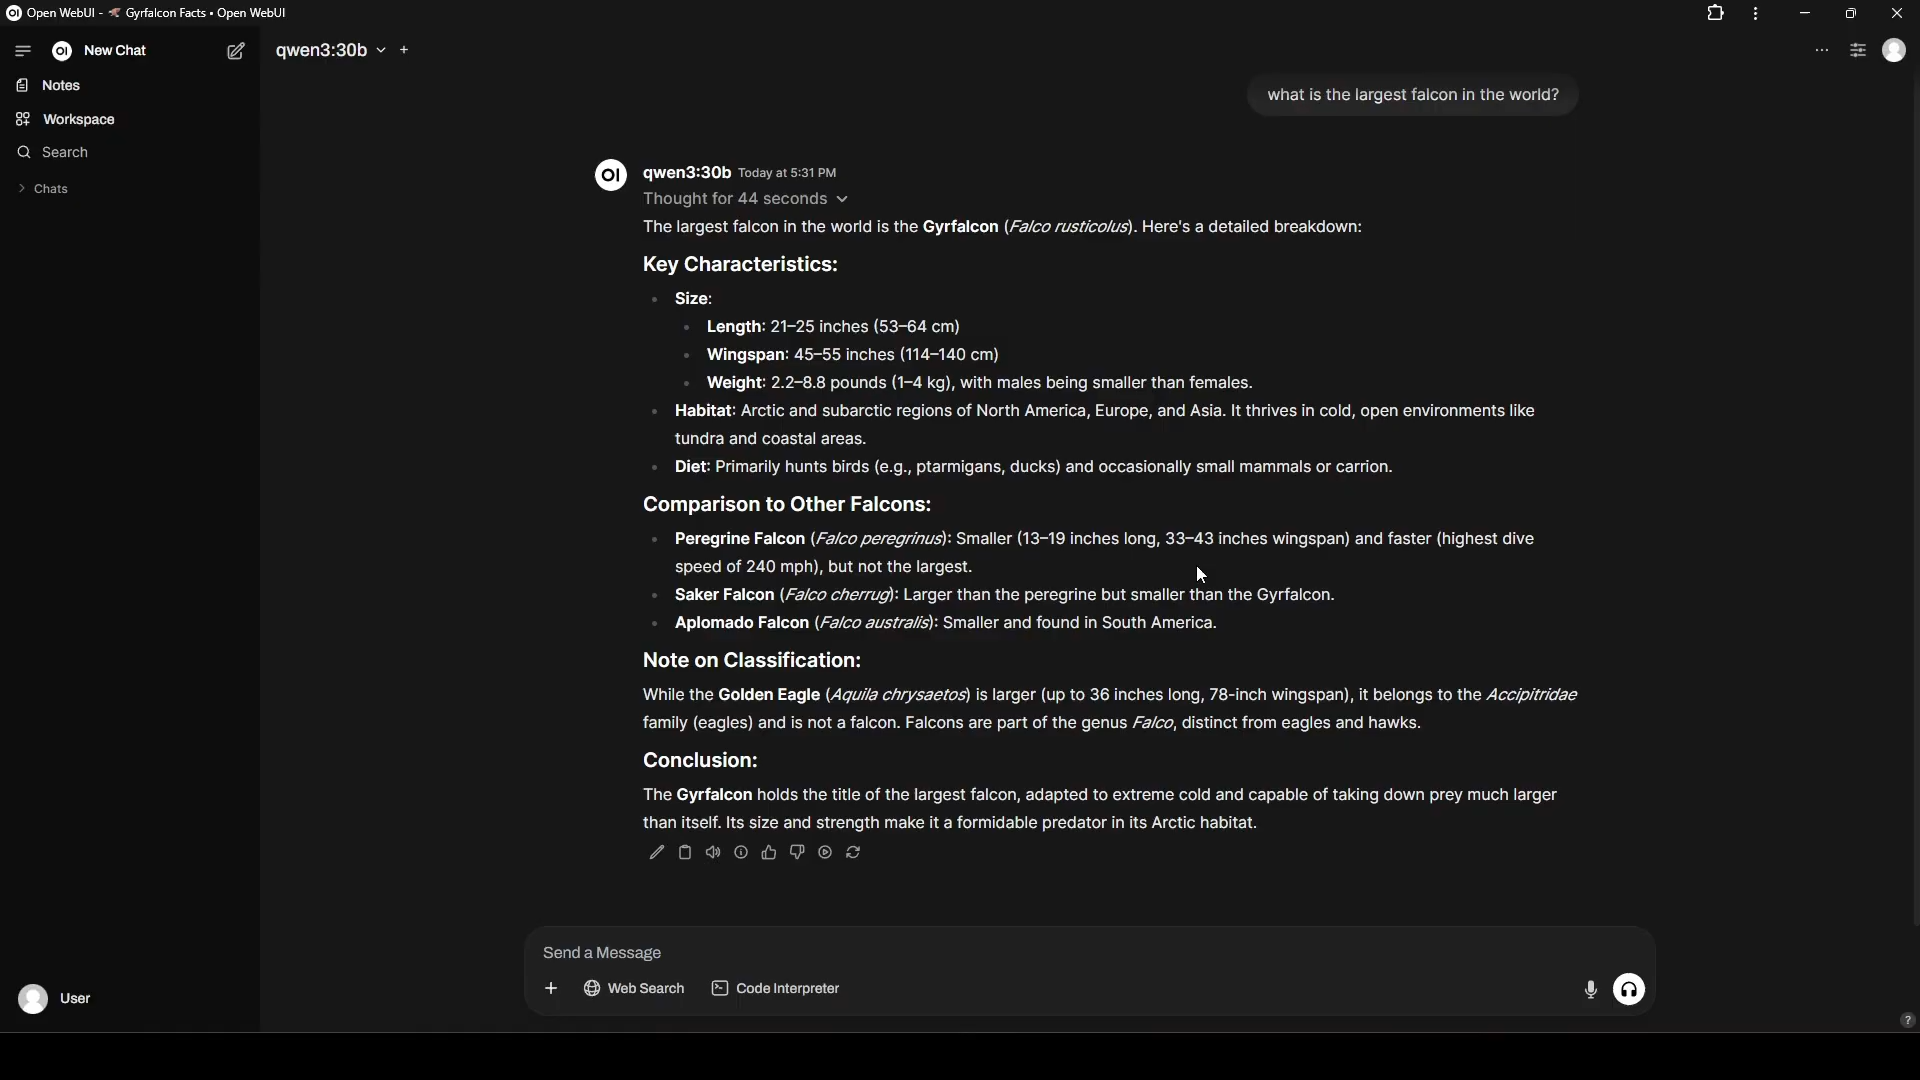 Open WebUI - Gyrfalcon Facts • Open WebUI
OI New Chat
qwen3:30b
Notes
Workspace
Search
Chats
what is the largest falcon in the world?
OI qwen3:30b Today at 5:31 PM
Thought for 44 seconds
The largest falcon in the world is the Gyrfalcon (Falco rusticolus). Here's a detailed breakdown:
Key Characteristics:
Size:
Length: 21–25 inches (53–64 cm)
Wingspan: 45–55 inches (114–140 cm)
Weight: 2.2–8.8 pounds (1–4 kg), with males being smaller than females.
Habitat: Arctic and subarctic regions of North America, Europe, and Asia. It thrives in cold, open environments like
tundra and coastal areas.
Diet: Primarily hunts birds (e.g., ptarmigans, ducks) and occasionally small mammals or carrion.
Comparison to Other Falcons:
Peregrine Falcon (Falco peregrinus): Smaller (13–19 inches long, 33–43 inches wingspan) and faster (highest dive
speed of 240 mph), but not the largest.
Saker Falcon (Falco cherrug): Larger than the peregrine but smaller than the Gyrfalcon.
Aplomado Falcon (Falco australis): Smaller and found in South America.
Note on Classification:
While the Golden Eagle (Aquila chrysaetos) is larger (up to 36 inches long, 78-inch wingspan), it belongs to the Accipitridae
family (eagles) and is not a falcon. Falcons are part of the genus Falco, distinct from eagles and hawks.
Conclusion:
The Gyrfalcon holds the title of the largest falcon, adapted to extreme cold and capable of taking down prey much larger
than itself. Its size and strength make it a formidable predator in its Arctic habitat.
Send a Message
Web Search
Code Interpreter
User
?